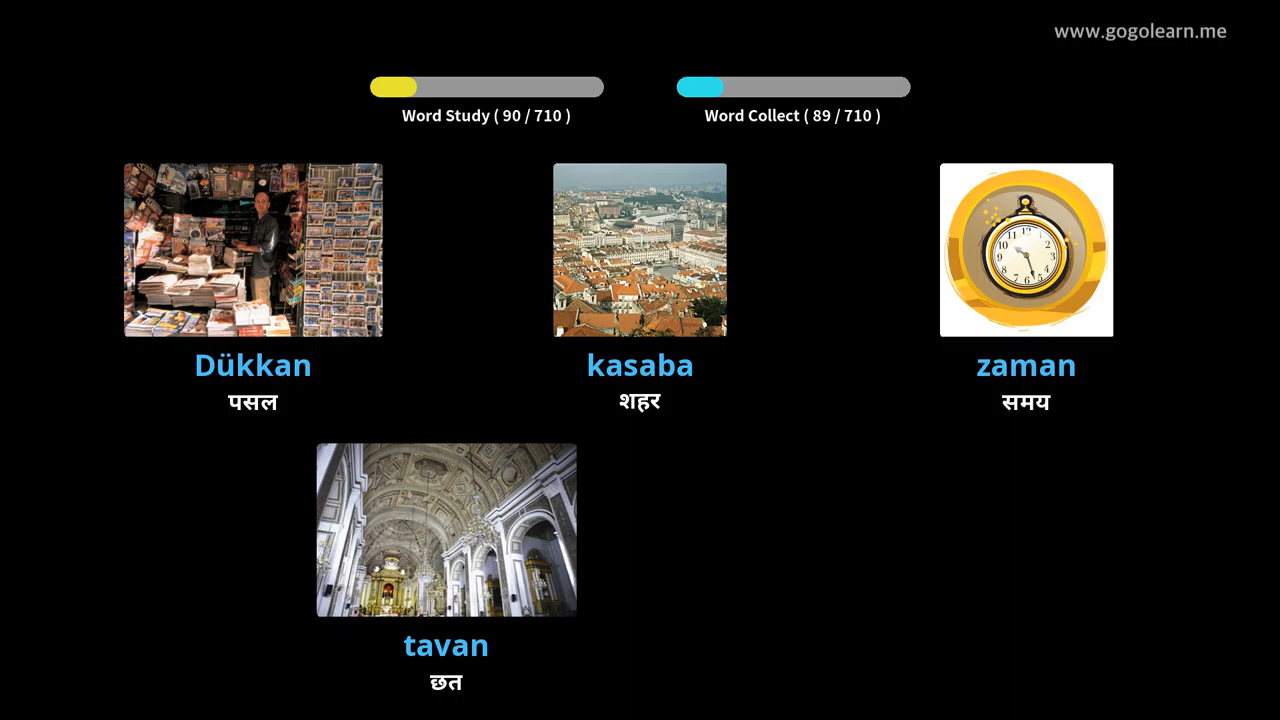 www.gogolearn.me
Word Study ( 90 / 710 )
Word Collect ( 89 / 710 )
Dükkan
पसल
kasaba
शहर
zaman
समय
tavan
छत